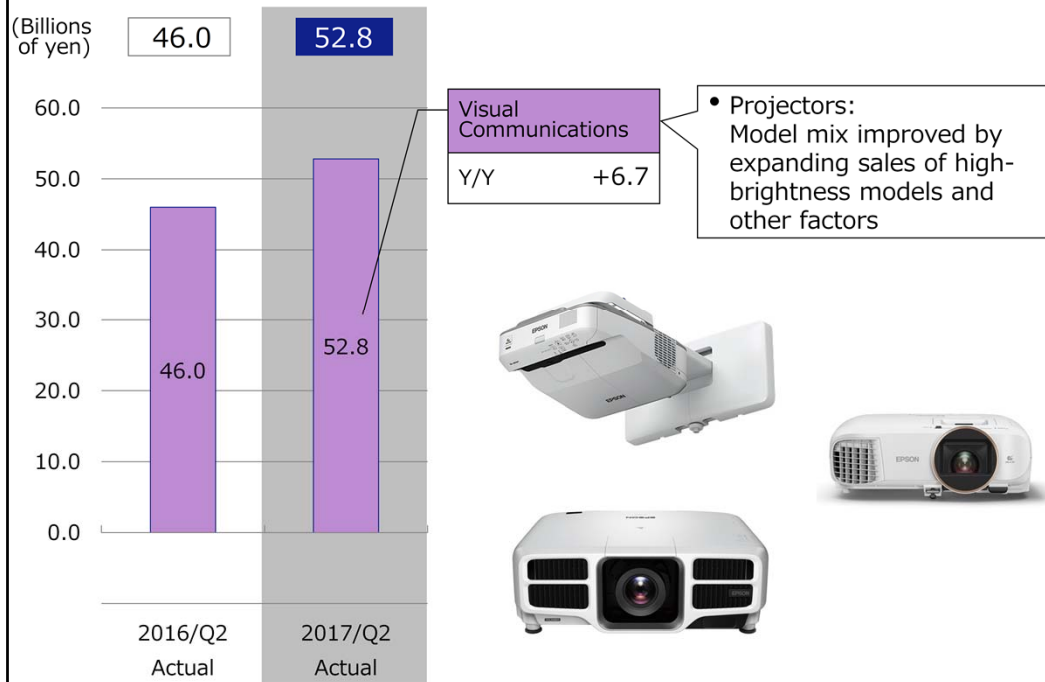 (Billions
of yen)
46.0
52.8
60.0
50.0
40.0
30.0
20.0
10.0
0.0
46.0
52.8
2016/Q2
Actual
2017/Q2
Actual
Visual
Communications
Y/Y +6.7
• Projectors:
Model mix improved by
expanding sales of high-
brightness models and
other factors
EPSON
EPSON
EPSON
EPSON
EPSON